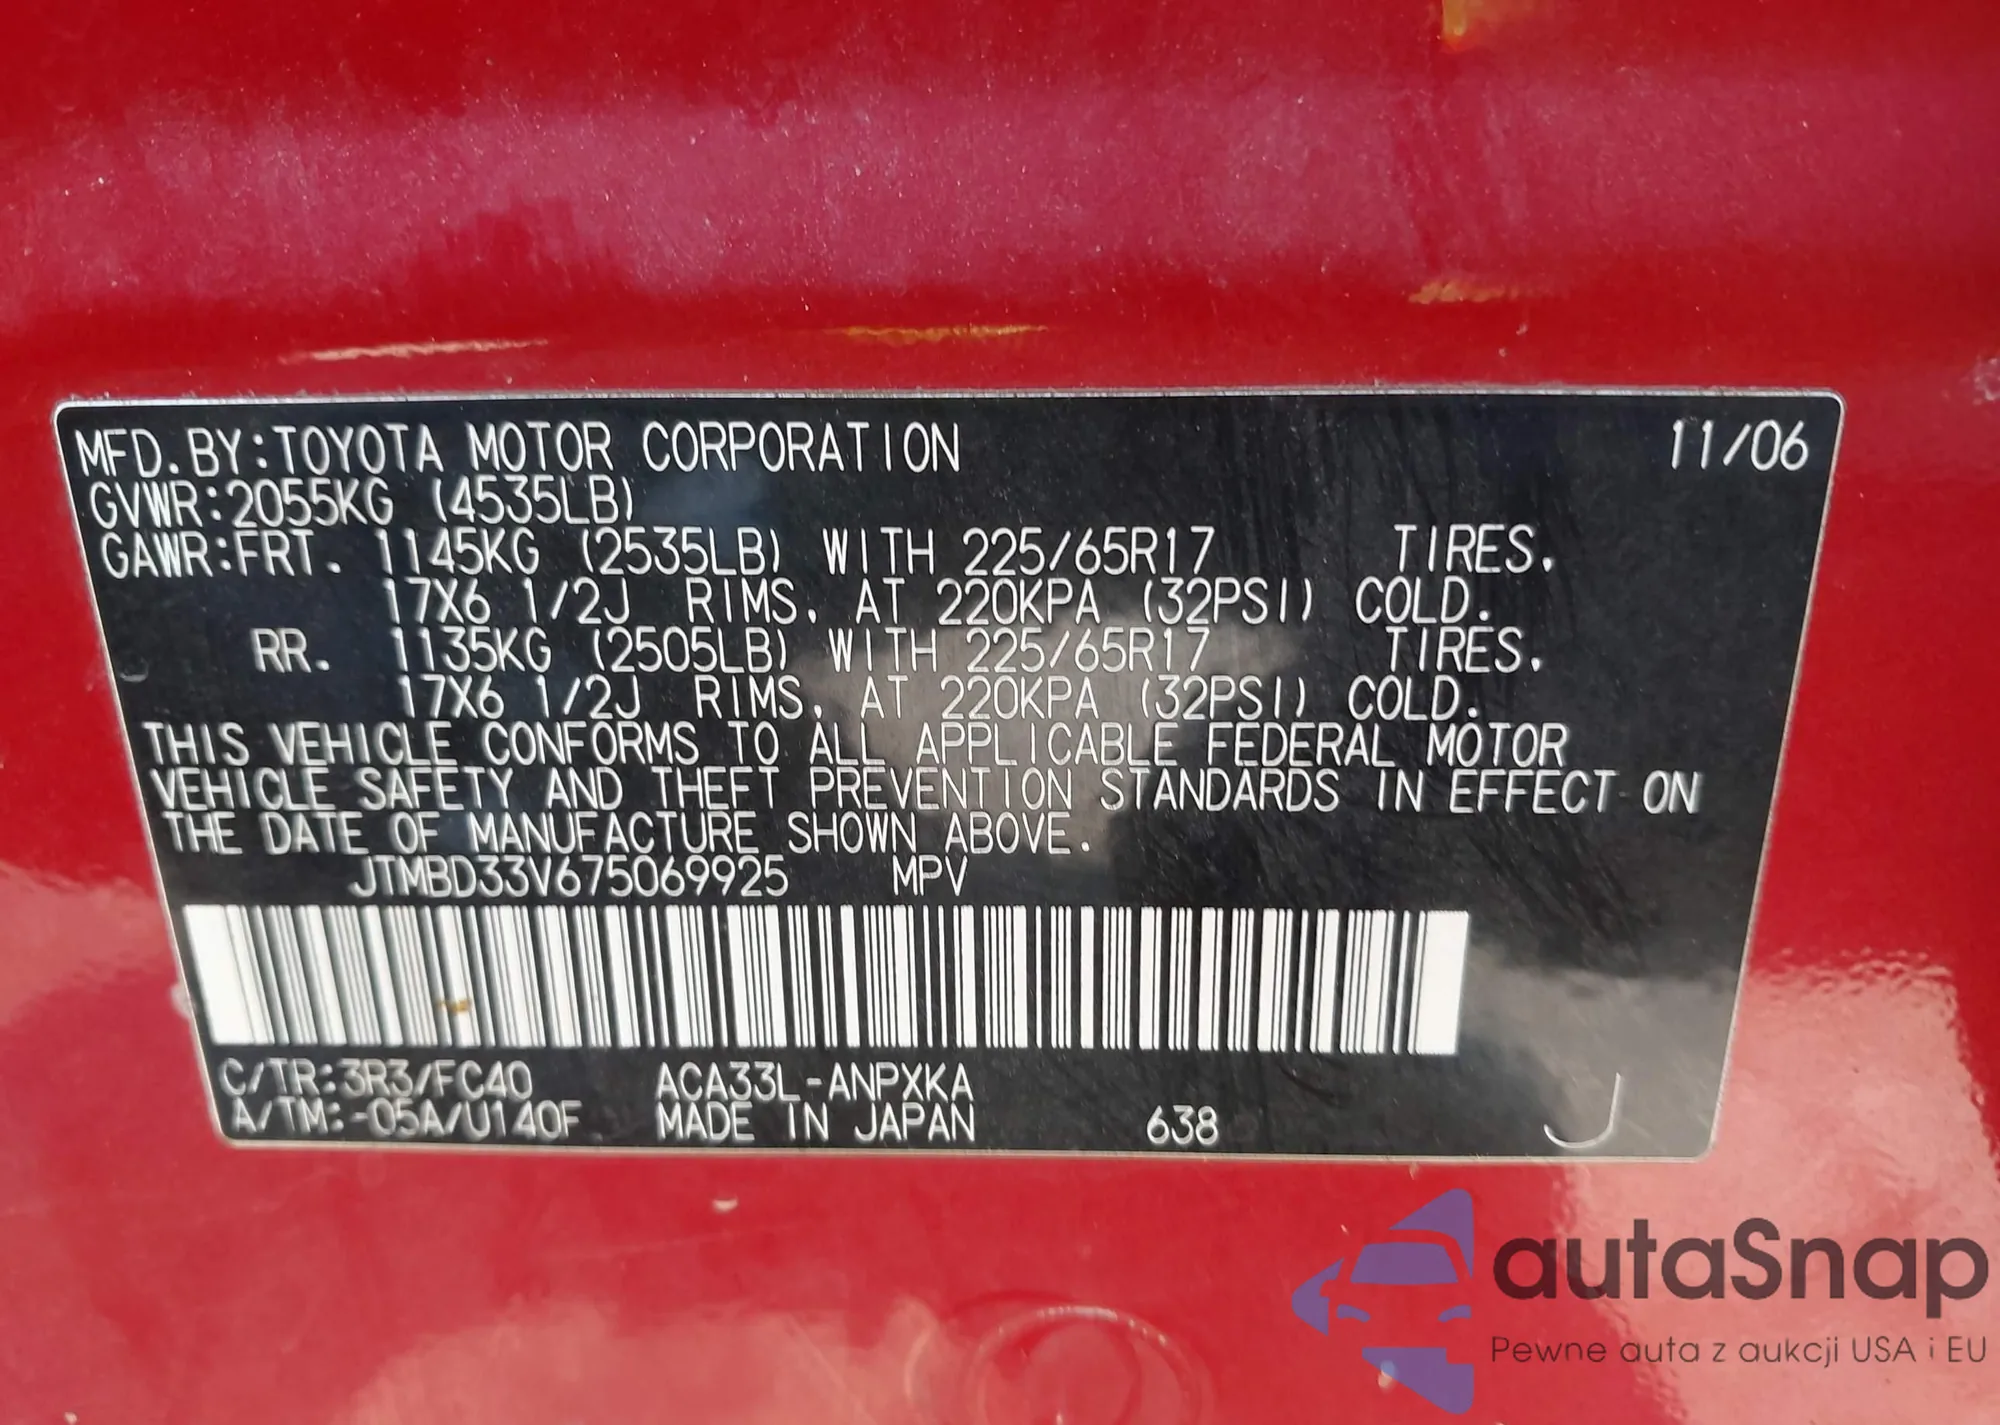 MFD. BY: TOYOTA MOTOR CORPORATION 11/06
GVWR: 2055KG (4535LB)
GAWR: FRT. 1145KG (2535LB) WITH 225/65R17 TIRES.
17X6 1/2J RIMS. AT 220KPA (32PSI) COLD.
RR. 1135KG (2505LB) WITH 225/65R17 TIRES.
17X6 1/2J RIMS. AT 220KPA (32PSI) COLD.
THIS VEHICLE CONFORMS TO ALL APPLICABLE FEDERAL MOTOR
VEHICLE SAFETY AND THEFT PREVENTION STANDARDS IN EFFECT ON
THE DATE OF MANUFACTURE SHOWN ABOVE.
JTMBD33V675069925 MPV
C/TR: 3R3/FC40 ACA33L-ANPXKA
A/TM: -05A/U140F MADE IN JAPAN 638 J
autaSnap
Pewne auta z aukcji USA i EU